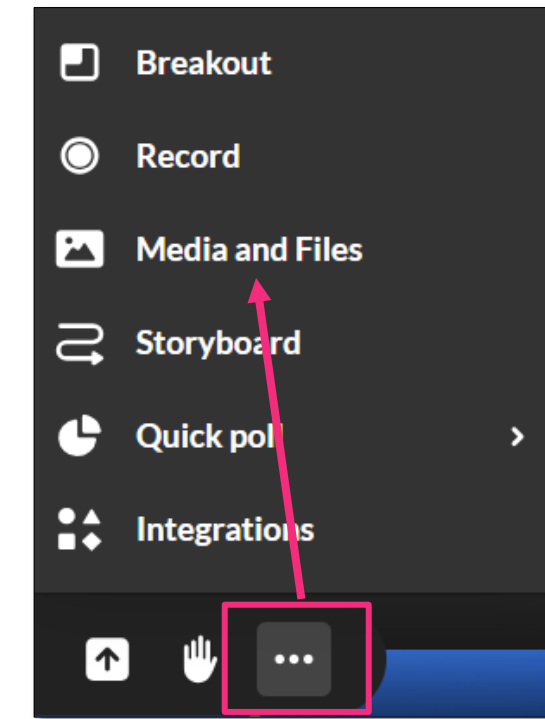 Breakout
Record
Media and Files
Storyboard
Quick poll
Integrations